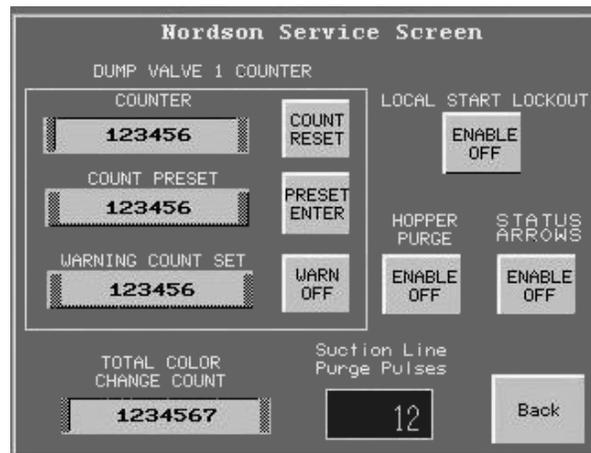 Nordson Service Screen
DUMP VALVE 1 COUNTER
COUNTER
123456
COUNT
RESET
COUNT PRESET
123456
PRESET
ENTER
WARNING COUNT SET
123456
WARN
OFF
LOCAL START LOCKOUT
ENABLE
OFF
HOPPER
PURGE
ENABLE
OFF
STATUS
ARROWS
ENABLE
OFF
TOTAL COLOR
CHANGE COUNT
1234567
Suction Line
Purge Pulses
12
Back